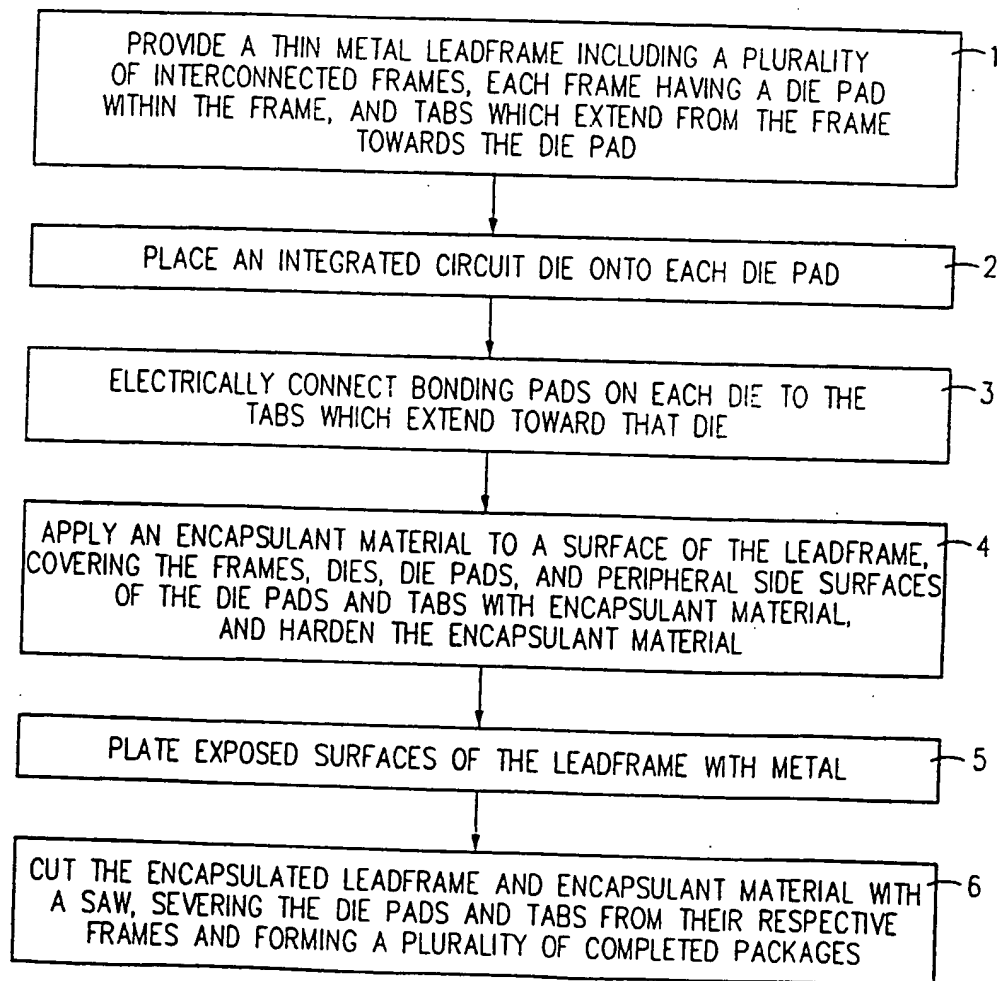 PROVIDE A THIN METAL LEADFRAME INCLUDING A PLURALITY
OF INTERCONNECTED FRAMES, EACH FRAME HAVING A DIE PAD
WITHIN THE FRAME, AND TABS WHICH EXTEND FROM THE FRAME
TOWARDS THE DIE PAD
1
PLACE AN INTEGRATED CIRCUIT DIE ONTO EACH DIE PAD
2
ELECTRICALLY CONNECT BONDING PADS ON EACH DIE TO THE
TABS WHICH EXTEND TOWARD THAT DIE
3
APPLY AN ENCAPSULANT MATERIAL TO A SURFACE OF THE LEADFRAME,
COVERING THE FRAMES, DIES, DIE PADS, AND PERIPHERAL SIDE SURFACES
OF THE DIE PADS AND TABS WITH ENCAPSULANT MATERIAL,
AND HARDEN THE ENCAPSULANT MATERIAL
4
PLATE EXPOSED SURFACES OF THE LEADFRAME WITH METAL
5
CUT THE ENCAPSULATED LEADFRAME AND ENCAPSULANT MATERIAL WITH
A SAW, SEVERING THE DIE PADS AND TABS FROM THEIR RESPECTIVE
FRAMES AND FORMING A PLURALITY OF COMPLETED PACKAGES
6